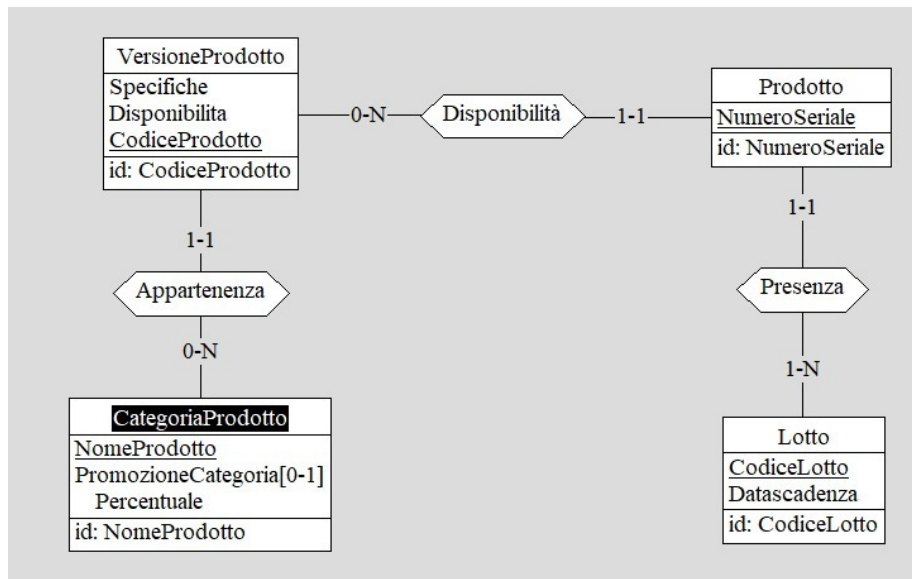 VersioneProdotto
Specifiche
Disponibilita
CodiceProdotto
id: CodiceProdotto
0-N
Disponibilità
1-1
Prodotto
NumeroSeriale
id: NumeroSeriale
1-1
Appartenenza
0-N
1-1
Presenza
1-N
CategoriaProdotto
NomeProdotto
PromozioneCategoria[0-1]
Percentuale
id: NomeProdotto
Lotto
CodiceLotto
Datascadenza
id: CodiceLotto